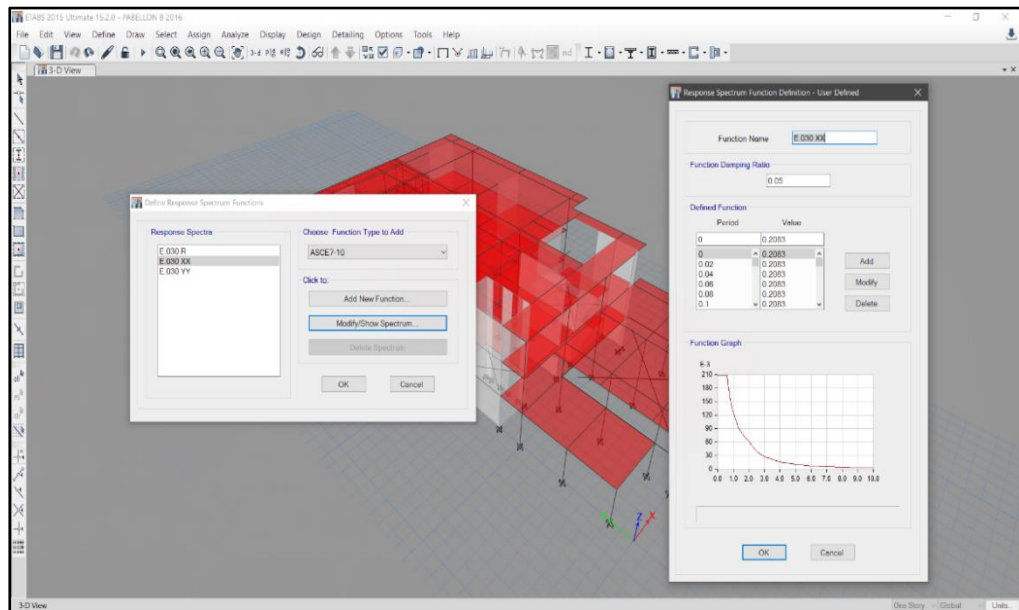 ETABS 2015 Ultimate 15.2.0 - PABELLON 8 2016
File Edit View Define Draw Select Assign Analyze Display Design Detailing Options Tools Help
3-d
3-D View
Define Response Spectrum Functions
Response Spectra
E.030 R
E.030 XX
E.030 YY
Choose Function Type to Add
ASCE7-10
Click to:
Add New Function...
Modify/Show Spectrum...
Delete Spectrum
OK Cancel
Response Spectrum Function Definition - User Defined
Function Name E.030 XX
Function Damping Ratio
0.05
Defined Function
Period Value
0 0.2083
0 0.2083
0.02 0.2083
0.04 0.2083
0.06 0.2083
0.08 0.2083
0.1 0.2083
Add
Modify
Delete
Function Graph
E-3
210
180
150
120
90
60
30
0
0.0 1.0 2.0 3.0 4.0 5.0 6.0 7.0 8.0 9.0 10.0
OK Cancel
Z X
3-D View One Story Global Units...